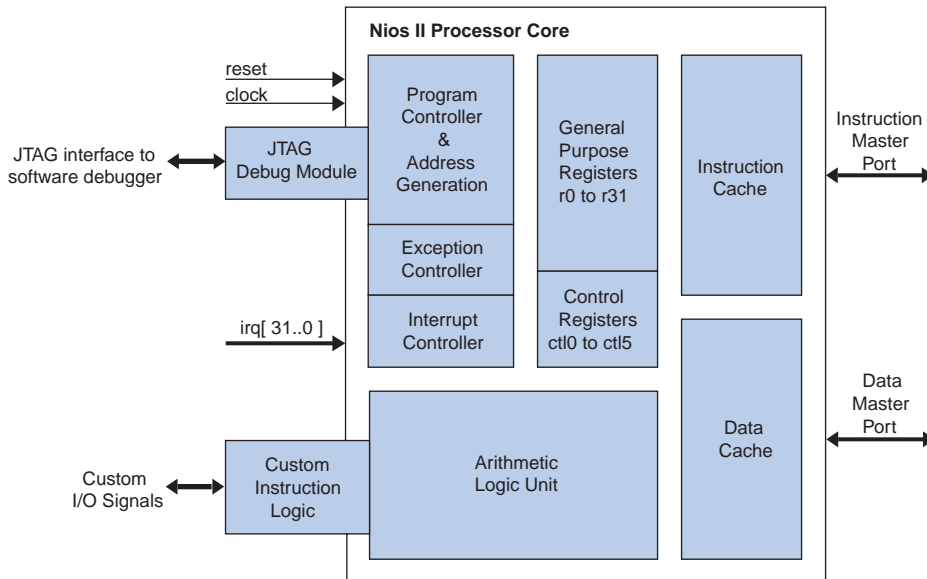 Nios II Processor Core
reset
clock
JTAG interface to
software debugger
JTAG
Debug Module
Program
Controller
&
Address
Generation
Exception
Controller
irq[ 31..0 ]
Interrupt
Controller
General
Purpose
Registers
r0 to r31
Control
Registers
ctl0 to ctl5
Instruction
Cache
Instruction
Master
Port
Custom
I/O Signals
Custom
Instruction
Logic
Arithmetic
Logic Unit
Data
Cache
Data
Master
Port